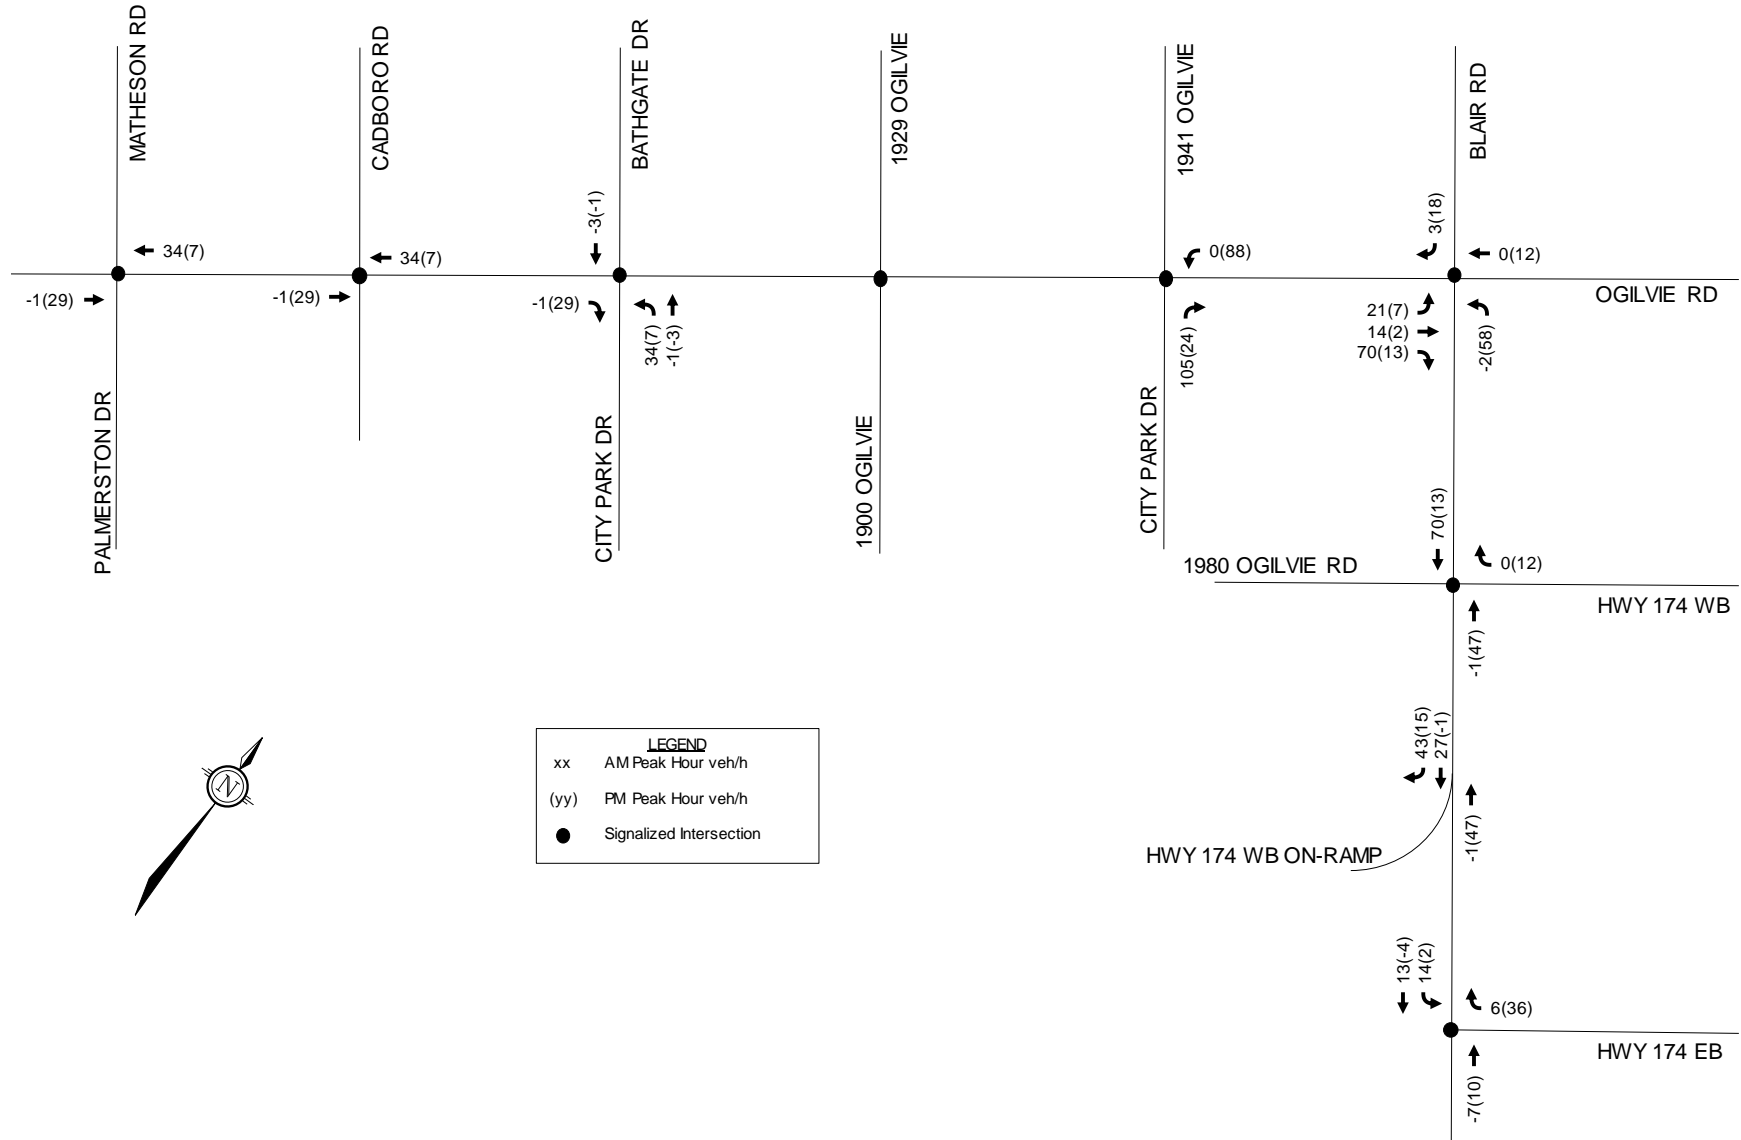 MATHESON RD
CADBORO RD
BATHGATE DR
1929 OGILVIE
1941 OGILVIE
BLAIR RD
34(7)
34(7)
-3(-1)
0(88)
3(18)
0(12)
-1(29)
-1(29)
-1(29)
34(7)
-1(-3)
105(24)
21(7)
14(2)
70(13)
-2(58)
OGILVIE RD
PALMERSTON DR
CITY PARK DR
1900 OGILVIE
CITY PARK DR
70(13)
0(12)
1980 OGILVIE RD
HWY 174 WB
-1(47)
43(15)
27(-1)
-1(47)
HWY 174 WB ON-RAMP
N
LEGEND
xx AM Peak Hour veh/h
(yy) PM Peak Hour veh/h
Signalized Intersection
13(-4)
14(2)
6(36)
HWY 174 EB
-7(10)